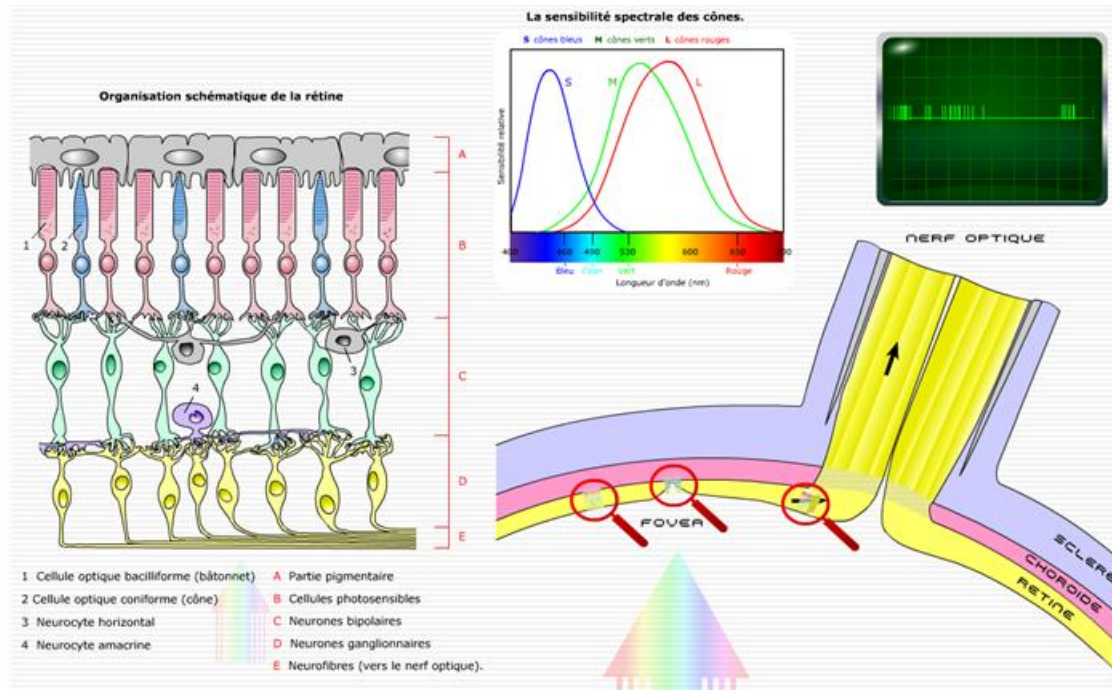 La sensibilité spectrale des cônes.
S cônes bleus M cônes verts L cônes rouges
S
M
L
Sensibilité relative
400 460 490 530 600 700
Bleu Cyan Vert Rouge
Longueur d'onde (nm)
Organisation schématique de la rétine
A
1
2
B
3
C
4
D
E
1 Cellule optique bacilliforme (bâtonnet)
2 Cellule optique coniforme (cône)
3 Neurocyte horizontal
4 Neurocyte amacrine
A Partie pigmentaire
B Cellules photosensibles
C Neurones bipolaires
D Neurones ganglionnaires
E Neurofibres (vers le nerf optique).
NERF OPTIQUE
FOVEA
SCLERE
CHOROIDE
RETINE